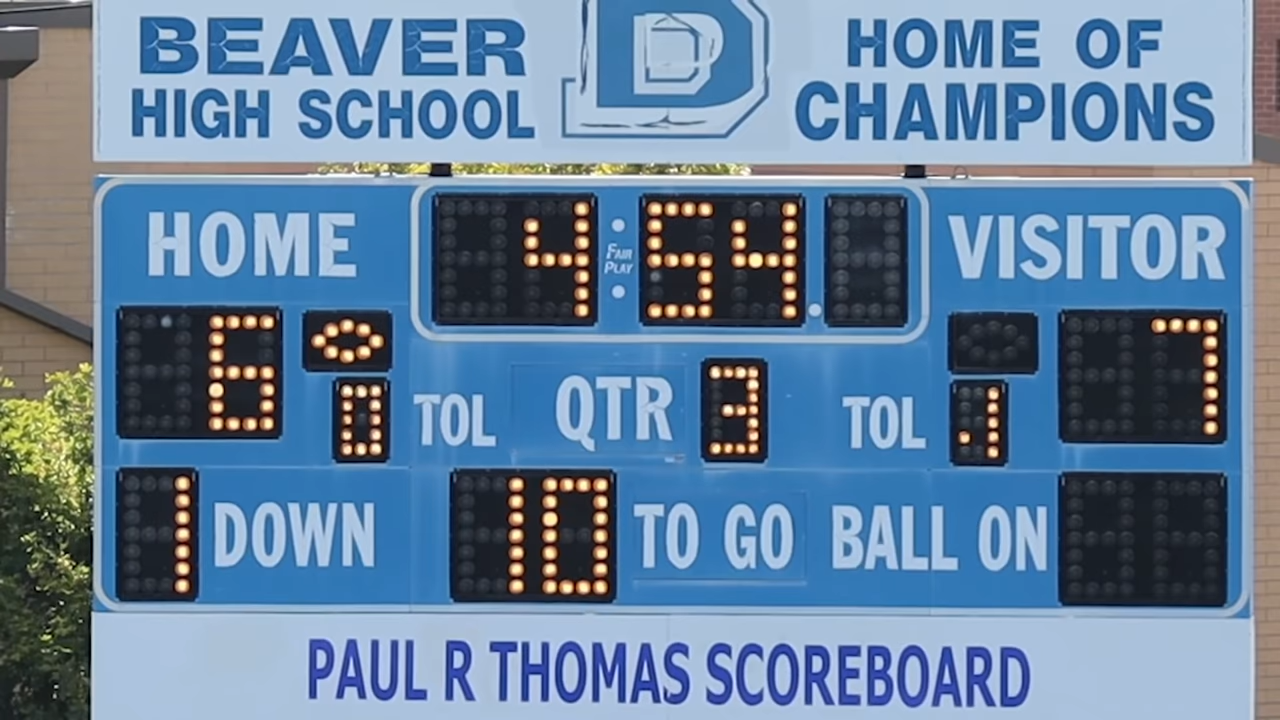 BEAVER
HIGH SCHOOL
D
HOME OF
CHAMPIONS
HOME
4:54.
FAIR
PLAY
VISITOR
6
7
0 TOL QTR 3 TOL
1 DOWN 10 TO GO BALL ON
PAUL R THOMAS SCOREBOARD